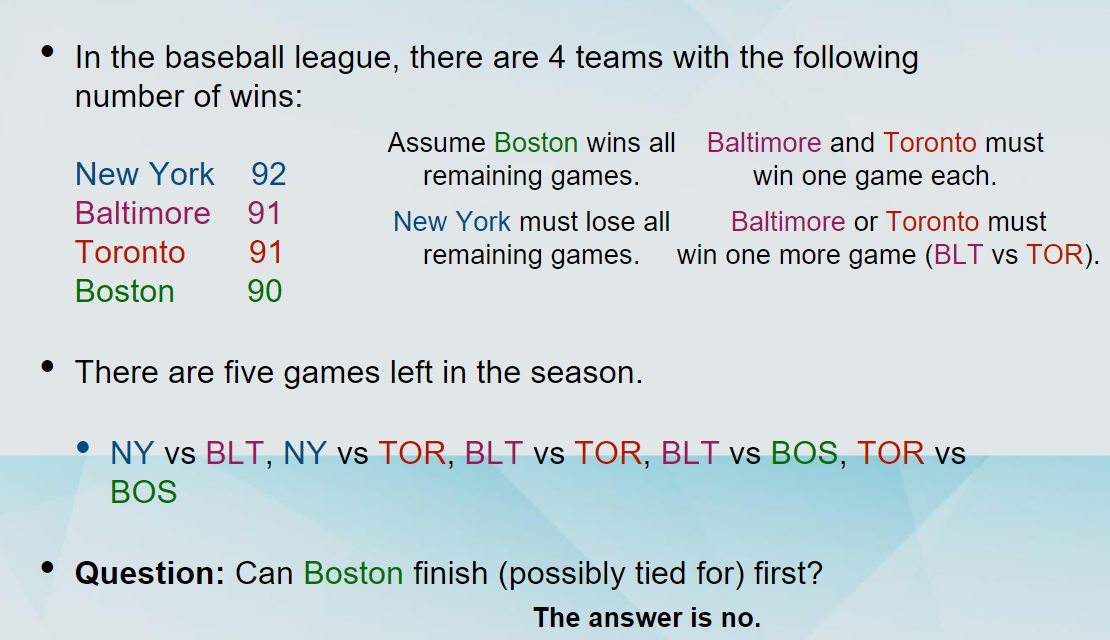 • In the baseball league, there are 4 teams with the following
number of wins:
New York 92
Baltimore 91
Toronto 91
Boston 90
Assume Boston wins all
remaining games.
New York must lose all
remaining games.
Baltimore and Toronto must
win one game each.
Baltimore or Toronto must
win one more game (BLT vs TOR).
• There are five games left in the season.
• NY vs BLT, NY vs TOR, BLT vs TOR, BLT vs BOS, TOR vs
BOS
• Question: Can Boston finish (possibly tied for) first?
The answer is no.